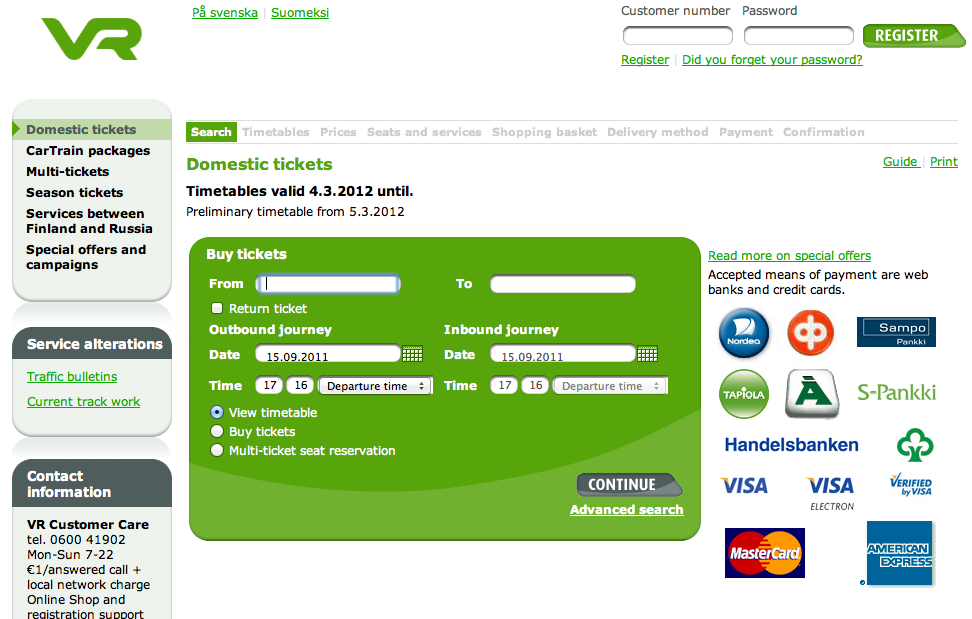 VR
På svenska | Suomeksi
Customer number Password
REGISTER
Register | Did you forget your password?
Domestic tickets
CarTrain packages
Multi-tickets
Season tickets
Services between
Finland and Russia
Special offers and
campaigns
Service alterations
Traffic bulletins
Current track work
Contact
information
VR Customer Care
tel. 0600 41902
Mon-Sun 7-22
€1/answered call +
local network charge
Online Shop and
registration support
Search Timetables Prices Seats and services Shopping basket Delivery method Payment Confirmation
Domestic tickets
Guide | Print
Timetables valid 4.3.2012 until.
Preliminary timetable from 5.3.2012
Buy tickets
From To
Return ticket
Outbound journey Inbound journey
Date 15.09.2011 Date 15.09.2011
Time 17 16 Departure time Time 17 16 Departure time
View timetable
Buy tickets
Multi-ticket seat reservation
CONTINUE
Advanced search
Read more on special offers
Accepted means of payment are web
banks and credit cards.
Nordea
Sampo
Pankki
TAPIOLA
Å
S-Pankki
Handelsbanken
VISA
VISA
ELECTRON
VERIFIED
by VISA
MasterCard
AMERICAN
EXPRESS